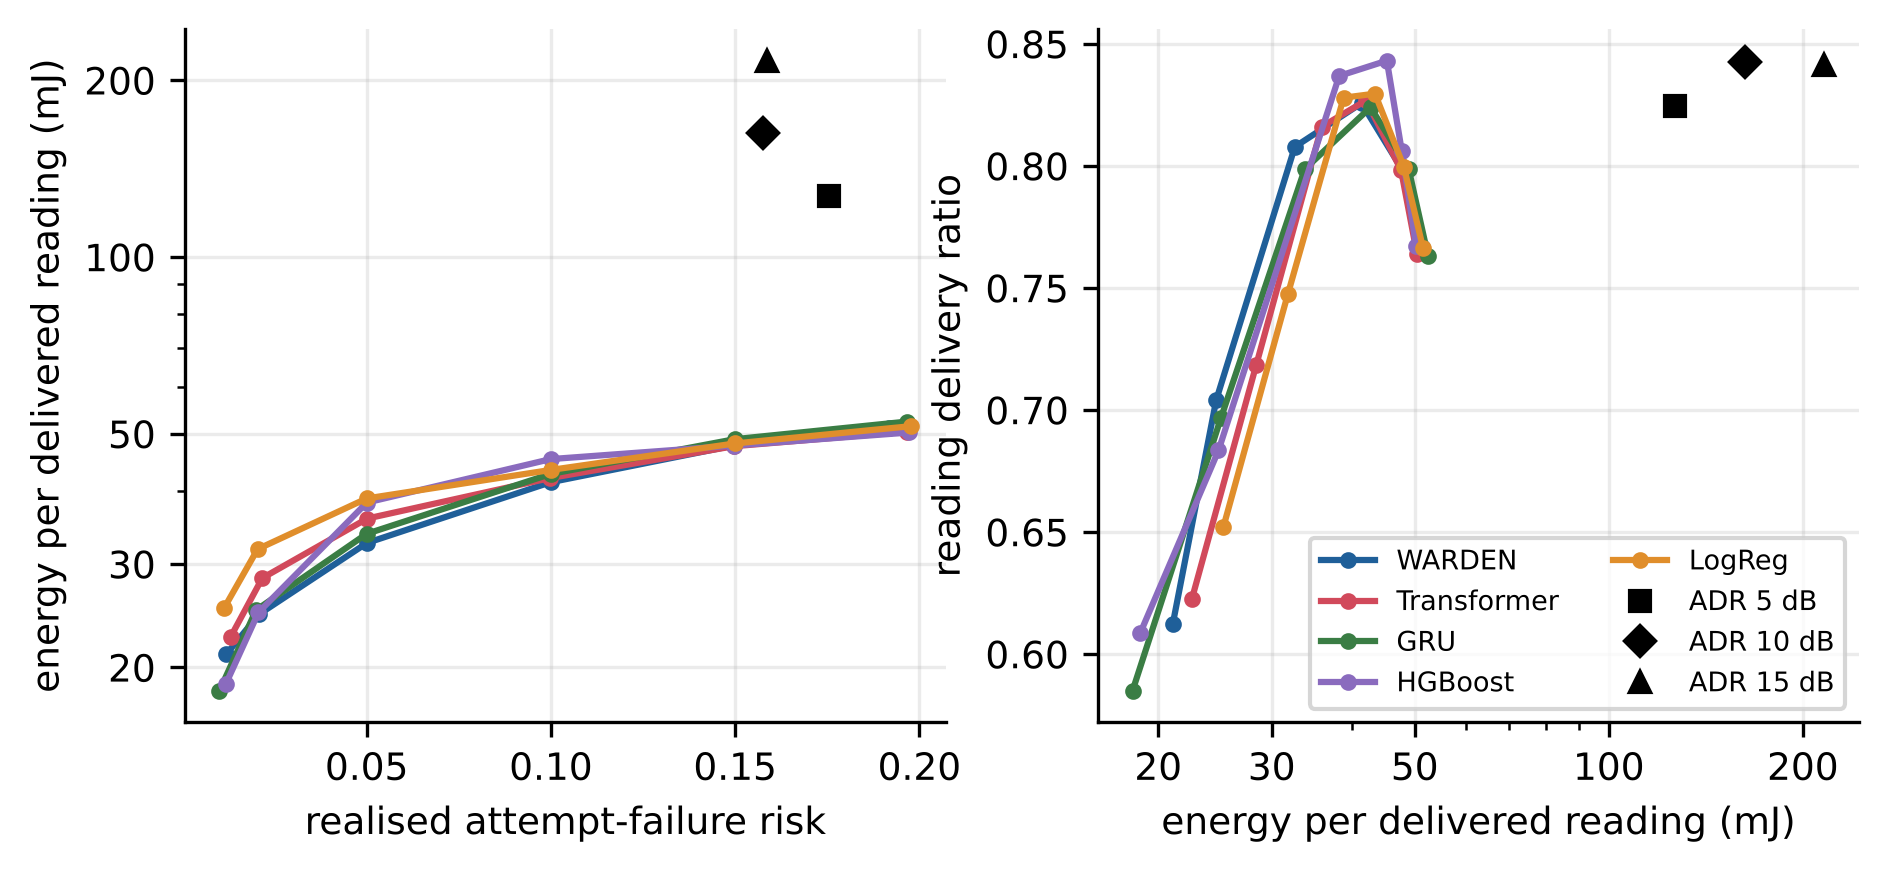 energy per delivered reading (mJ)
200
100
50
30
20
0.05 0.10 0.15 0.20
realised attempt-failure risk
reading delivery ratio
0.85
0.80
0.75
0.70
0.65
0.60
20 30 50 100 200
energy per delivered reading (mJ)
WARDEN
Transformer
GRU
HGBoost
LogReg
ADR 5 dB
ADR 10 dB
ADR 15 dB